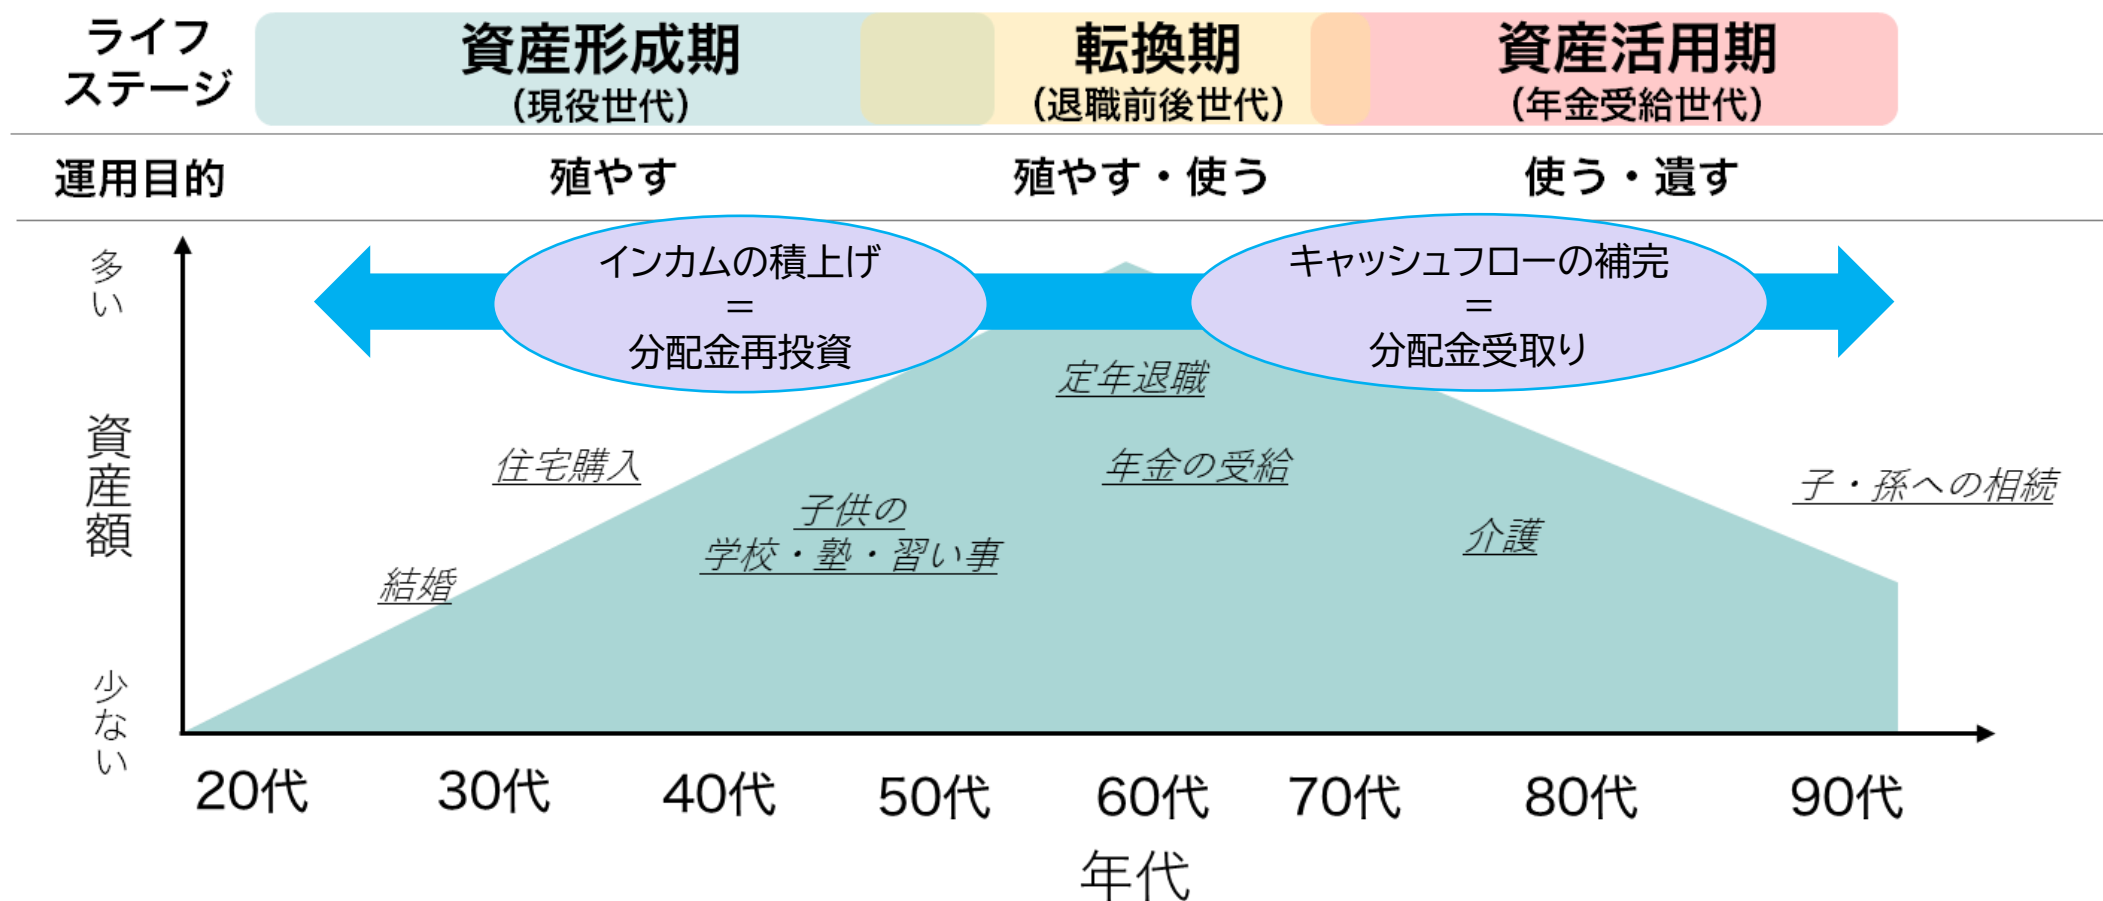 ライフ
ステージ
資産形成期
(現役世代)
転換期
(退職前後世代)
資産活用期
(年金受給世代)
運用目的
殖やす
殖やす・使う
使う・遺す
多い
資産額
少ない
インカムの積上げ
＝
分配金再投資
キャッシュフローの補完
＝
分配金受取り
定年退職
住宅購入
年金の受給
子・孫への相続
子供の
学校・塾・習い事
介護
結婚
20代
30代
40代
50代
60代
70代
80代
90代
年代